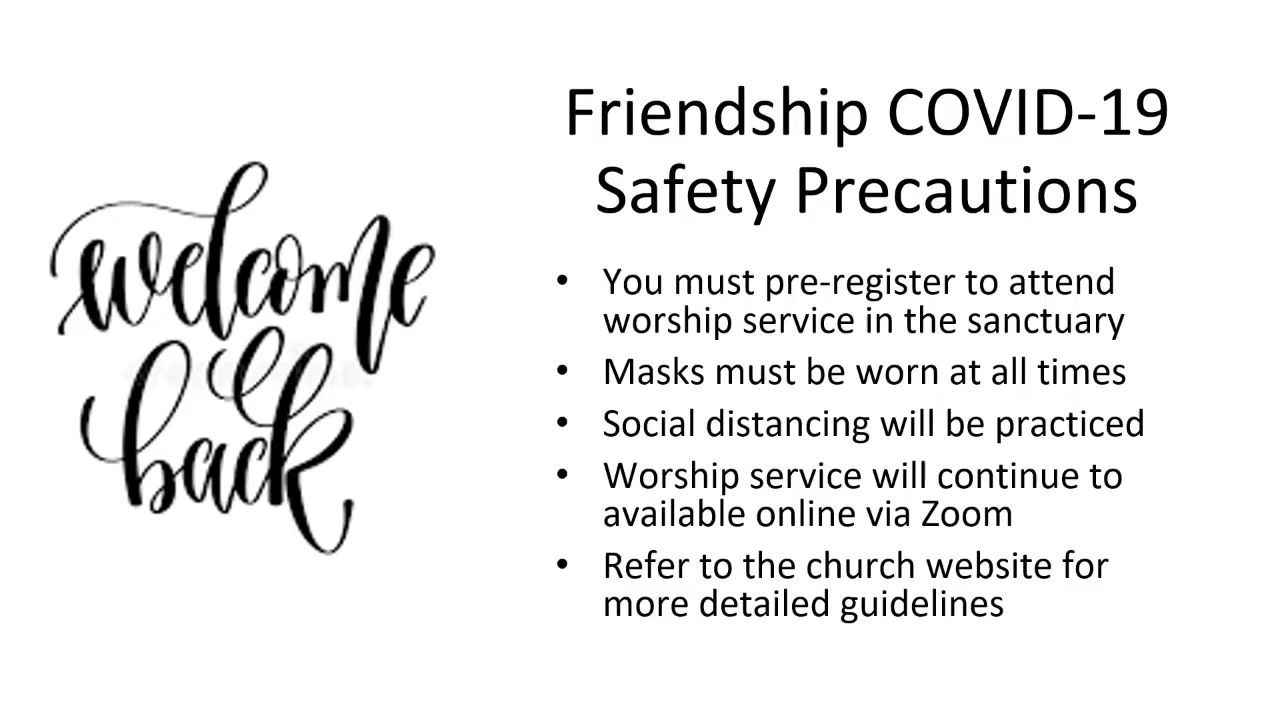 welcome
back
Friendship COVID-19
Safety Precautions
• You must pre-register to attend
worship service in the sanctuary
• Masks must be worn at all times
• Social distancing will be practiced
• Worship service will continue to
available online via Zoom
• Refer to the church website for
more detailed guidelines